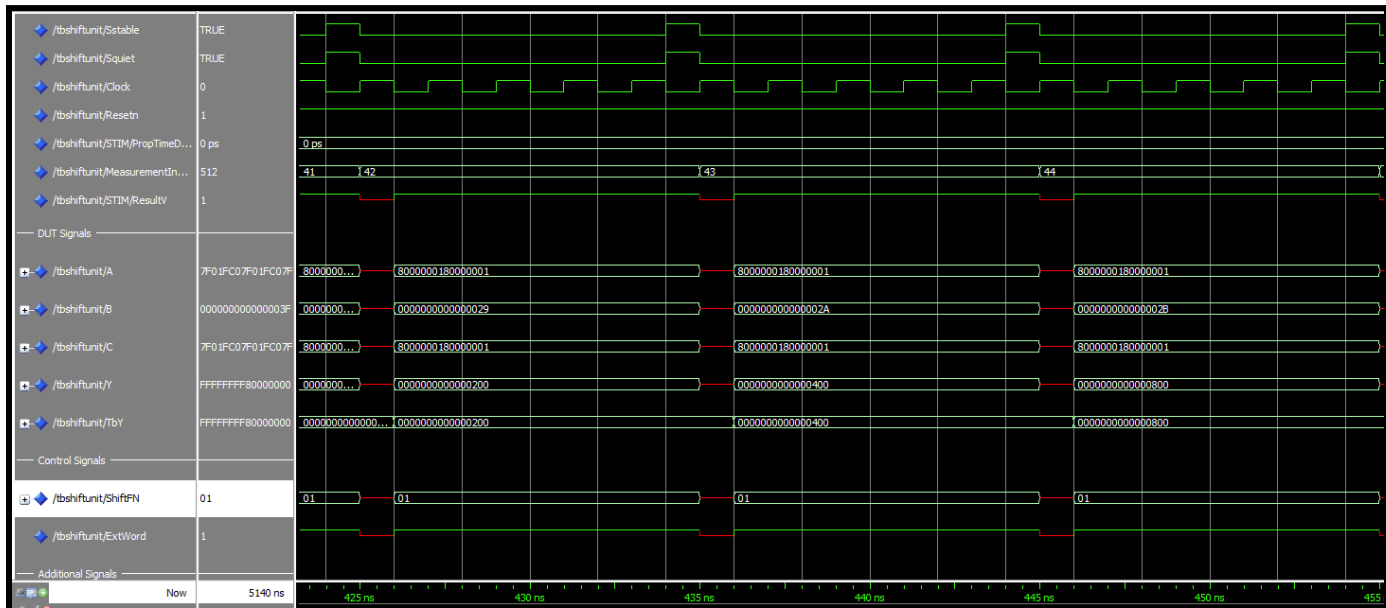 /tbshiftunit/Sstable TRUE
/tbshiftunit/Squiet TRUE
/tbshiftunit/Clock 0
/tbshiftunit/Resetn 1
/tbshiftunit/STIM/PropTimeD... 0 ps 0 ps
/tbshiftunit/MeasurementIn... 512 41 42 43 44
/tbshiftunit/STIM/ResultV 1
DUT Signals
/tbshiftunit/A 7F01FC07F01FC07F 8000000... 8000000180000001 8000000180000001 8000000180000001
/tbshiftunit/B 000000000000003F 0000000... 0000000000000029 000000000000002A 000000000000002B
/tbshiftunit/C 7F01FC07F01FC07F 8000000... 8000000180000001 8000000180000001 8000000180000001
/tbshiftunit/Y FFFFFFFF80000000 0000000... 0000000000000200 0000000000000400 0000000000000800
/tbshiftunit/TbY FFFFFFFF80000000 0000000000000... 0000000000000200 0000000000000400 0000000000000800
Control Signals
/tbshiftunit/ShiftFN 01 01 01 01 01
/tbshiftunit/ExtWord 1
Additional Signals
Now 5140 ns 425 ns 430 ns 435 ns 440 ns 445 ns 450 ns 455